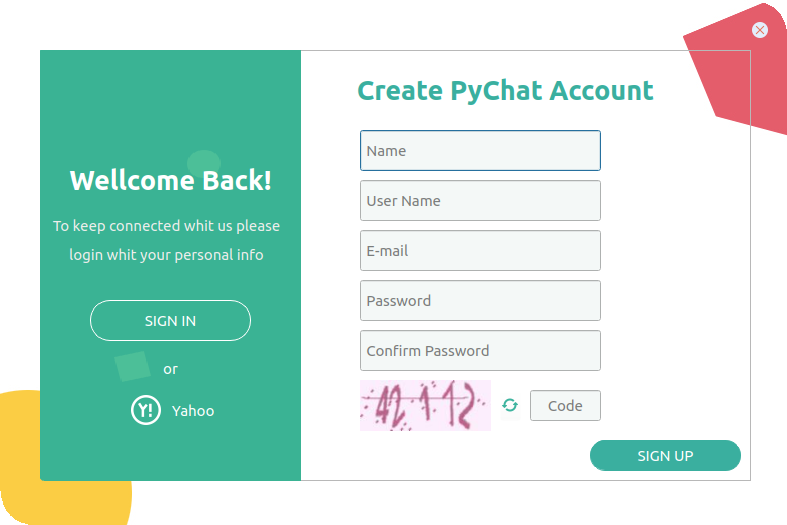 Create PyChat Account
Name
Wellcome Back!
User Name
To keep connected whit us please
login whit your personal info
E-mail
Password
SIGN IN
Confirm Password
or
Y! Yahoo
42112
Code
SIGN UP